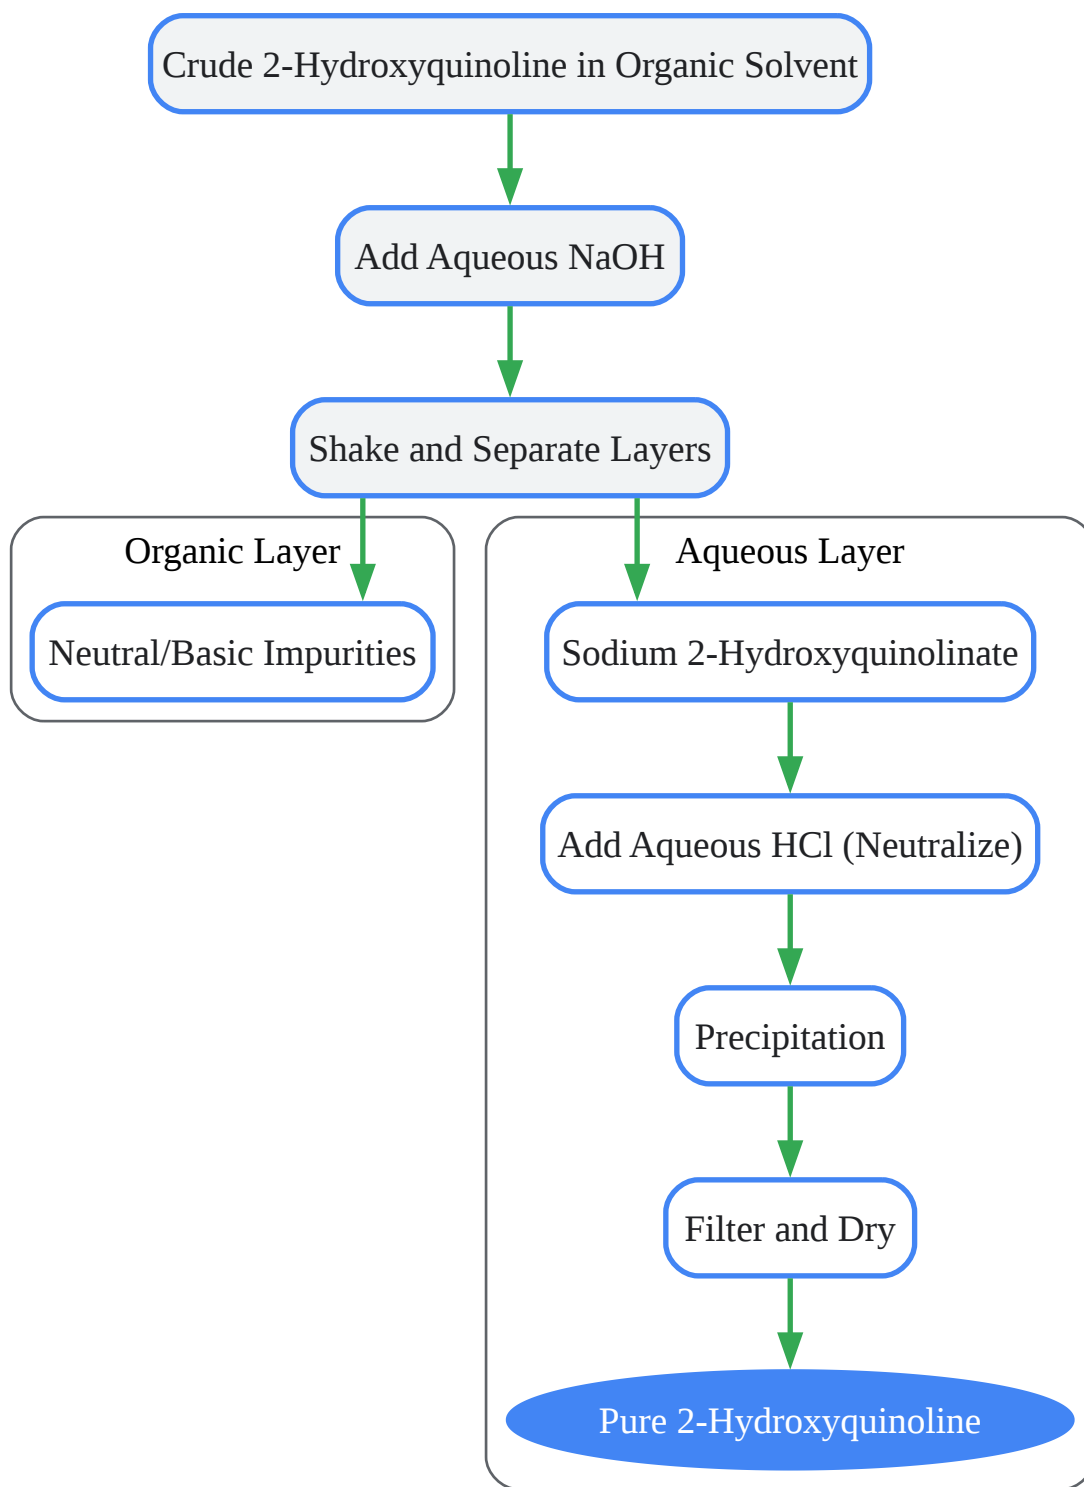 Crude 2-Hydroxyquinoline in Organic Solvent
Add Aqueous NaOH
Shake and Separate Layers
Organic Layer
Neutral/Basic Impurities
Aqueous Layer
Sodium 2-Hydroxyquinolinate
Add Aqueous HCl (Neutralize)
Precipitation
Filter and Dry
Pure 2-Hydroxyquinoline